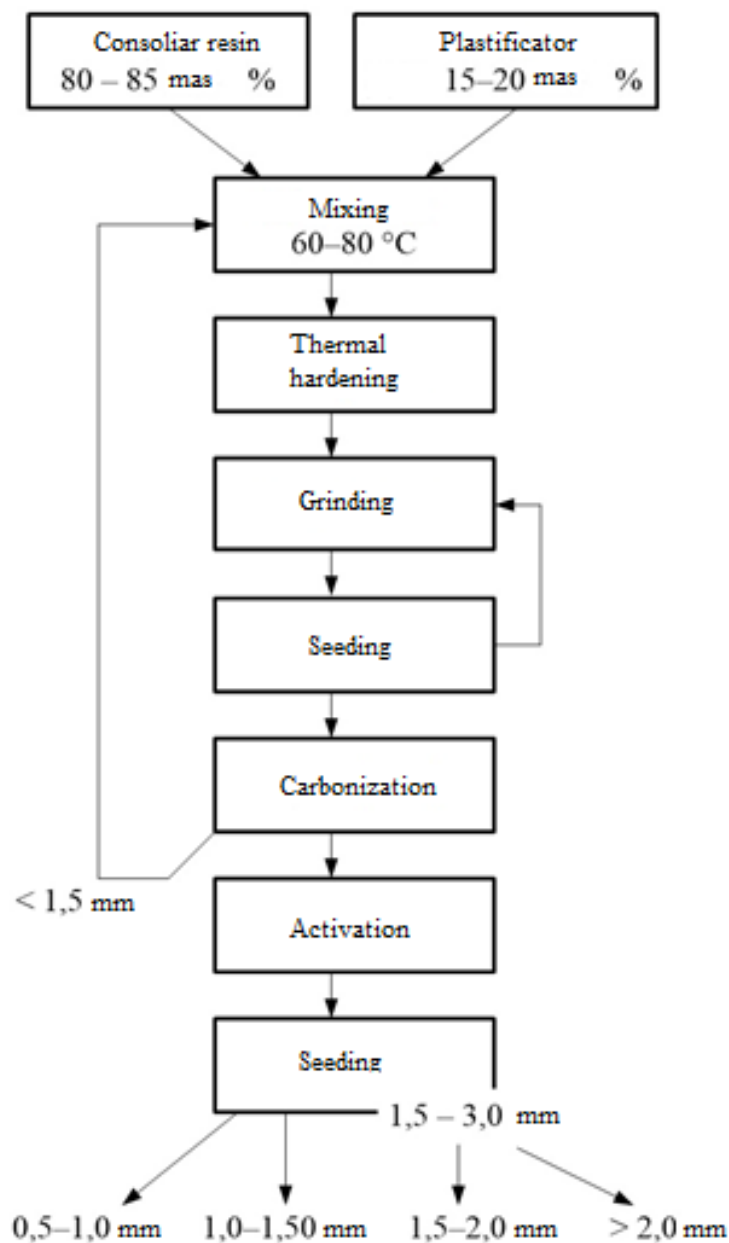 Consoliar resin
80 – 85 mas %
Plastificator
15–20 mas %
Mixing
60–80 °C
Thermal
hardening
Grinding
Seeding
Carbonization
< 1,5 mm
Activation
Seeding
1,5 – 3,0 mm
0,5–1,0 mm
1,0–1,50 mm
1,5–2,0 mm
> 2,0 mm